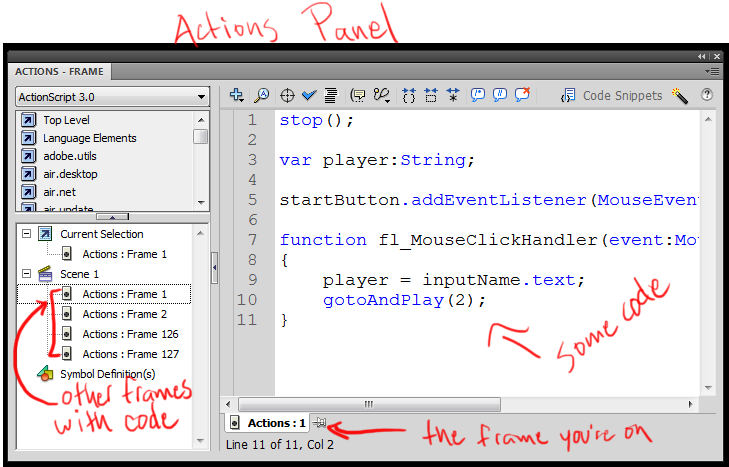 Actions Panel
ACTIONS - FRAME
ActionScript 3.0
Top Level
Language Elements
adobe.utils
air.desktop
air.net
air.update
Current Selection
Actions : Frame 1
Scene 1
Actions : Frame 1
Actions : Frame 2
Actions : Frame 126
Actions : Frame 127
Symbol Definition(s)
other frames
with code
Code Snippets
1 stop();
2
3 var player:String;
4
5 startButton.addEventListener(MouseEven
6
7 function fl_MouseClickHandler(event:Mou
8 {
9 player = inputName.text;
10 gotoAndPlay(2);
11 }
some code
Actions : 1
the frame you're on
Line 11 of 11, Col 2